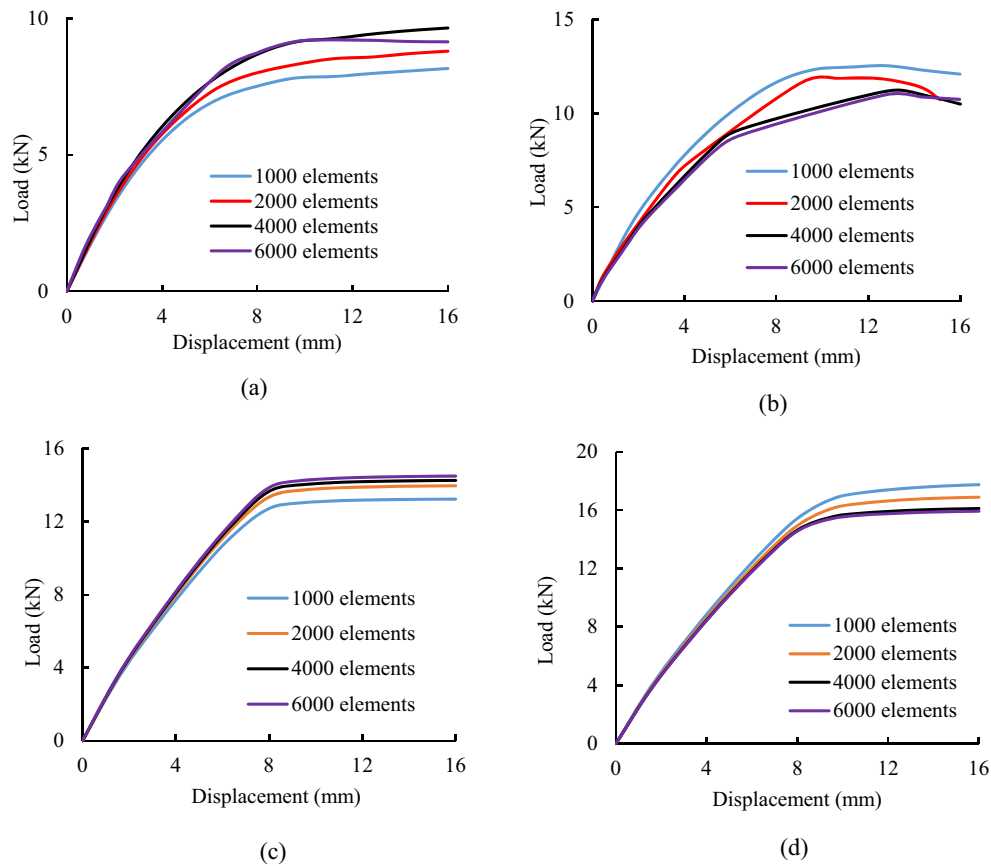 10
5
0
0
4
8
12
16
Load (kN)
Displacement (mm)
1000 elements
2000 elements
4000 elements
6000 elements
(a)
15
10
5
0
0
4
8
12
16
Load (kN)
Displacement (mm)
1000 elements
2000 elements
4000 elements
6000 elements
(b)
16
12
8
4
0
0
4
8
12
16
Load (kN)
Displacement (mm)
1000 elements
2000 elements
4000 elements
6000 elements
(c)
20
16
12
8
4
0
0
4
8
12
16
Load (kN)
Displacement (mm)
1000 elements
2000 elements
4000 elements
6000 elements
(d)